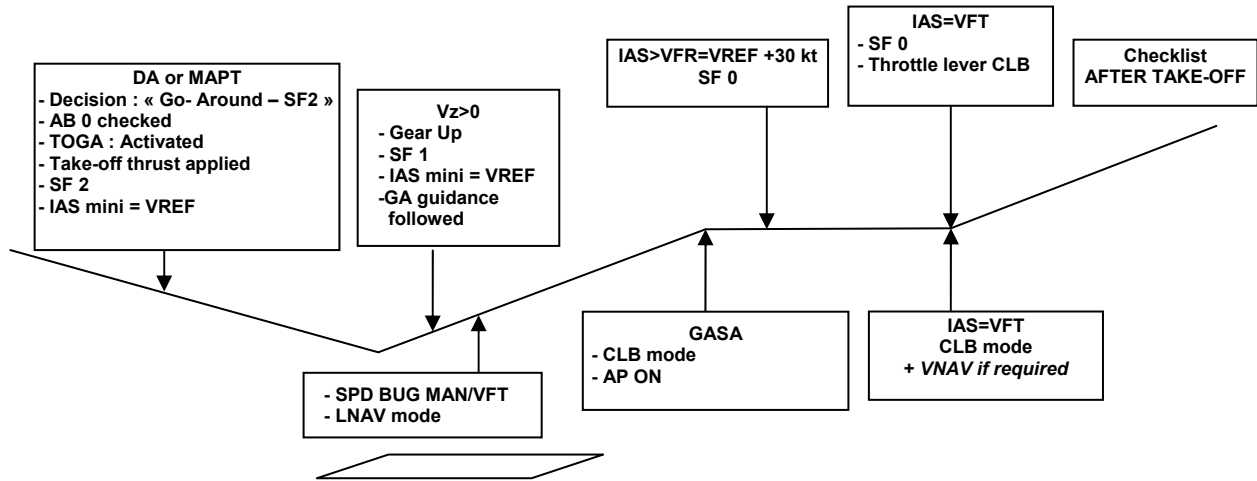 DA or MAPT
- Decision : « Go- Around – SF2 »
- AB 0 checked
- TOGA : Activated
- Take-off thrust applied
- SF 2
- IAS mini = VREF
Vz>0
- Gear Up
- SF 1
- IAS mini = VREF
-GA guidance
followed
- SPD BUG MAN/VFT
- LNAV mode
IAS>VFR=VREF +30 kt
SF 0
GASA
- CLB mode
- AP ON
IAS=VFT
- SF 0
- Throttle lever CLB
IAS=VFT
CLB mode
+ VNAV if required
Checklist
AFTER TAKE-OFF